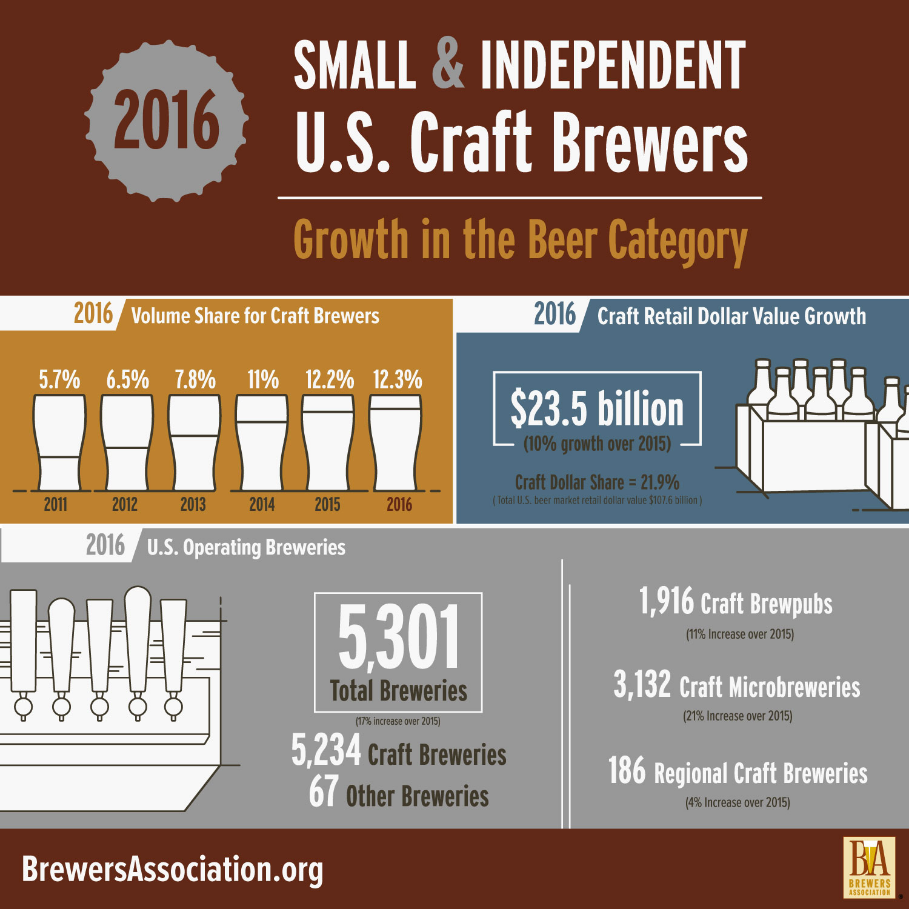 2016
SMALL & INDEPENDENT
U.S. Craft Brewers
Growth in the Beer Category
2016 Volume Share for Craft Brewers
5.7% 6.5% 7.8% 11% 12.2% 12.3%
2011 2012 2013 2014 2015 2016
2016 Craft Retail Dollar Value Growth
$23.5 billion
(10% growth over 2015)
Craft Dollar Share = 21.9%
( Total U.S. beer market retail dollar value $107.6 billion )
2016 U.S. Operating Breweries
5,301
Total Breweries
(17% increase over 2015)
5,234 Craft Breweries
67 Other Breweries
1,916 Craft Brewpubs
(11% Increase over 2015)
3,132 Craft Microbreweries
(21% Increase over 2015)
186 Regional Craft Breweries
(4% Increase over 2015)
BrewersAssociation.org
BA
BREWERS
ASSOCIATION